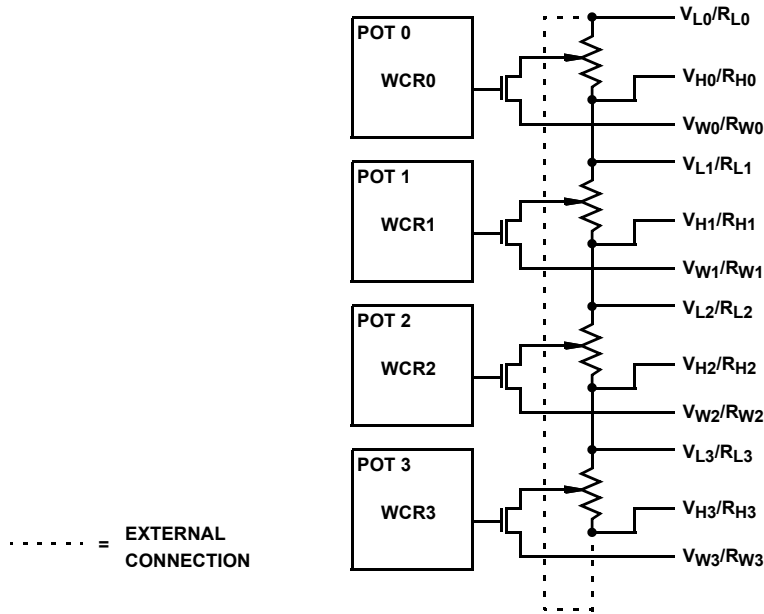 V_L0/R_L0
POT 0
WCR0
V_H0/R_H0
V_W0/R_W0
V_L1/R_L1
POT 1
WCR1
V_H1/R_H1
V_W1/R_W1
V_L2/R_L2
POT 2
WCR2
V_H2/R_H2
V_W2/R_W2
V_L3/R_L3
POT 3
WCR3
V_H3/R_H3
V_W3/R_W3
= EXTERNAL
CONNECTION